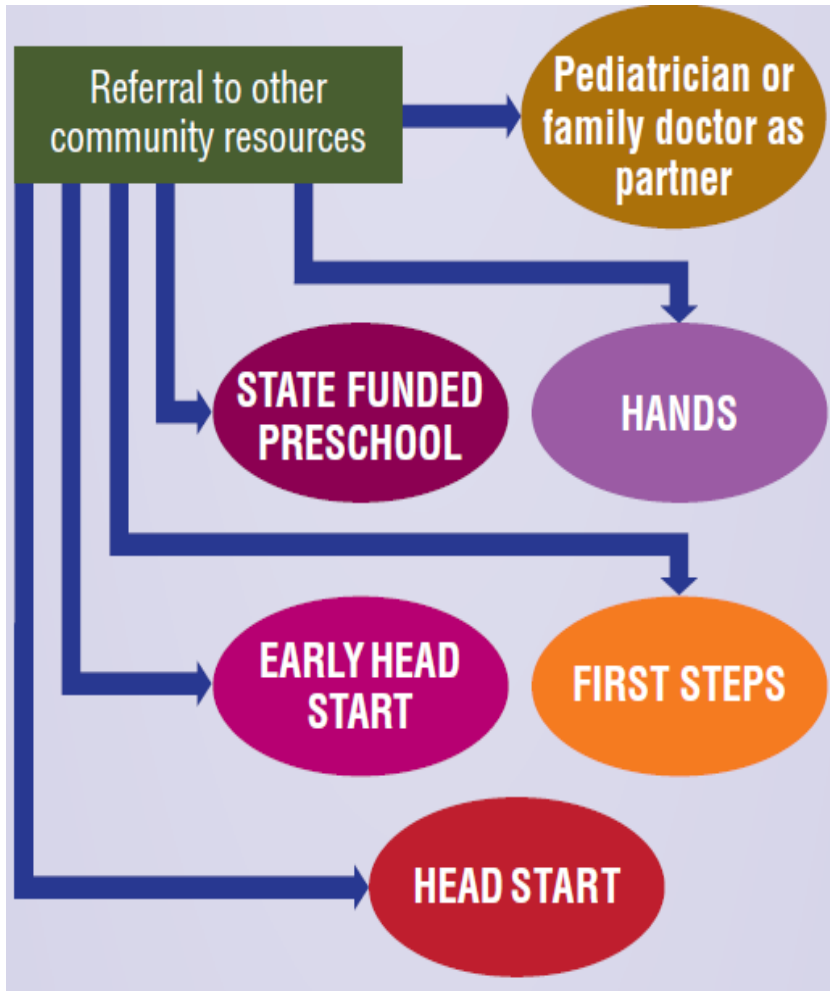 Referral to other
community resources
Pediatrician or
family doctor as
partner
STATE FUNDED
PRESCHOOL
HANDS
EARLY HEAD
START
FIRST STEPS
HEAD START